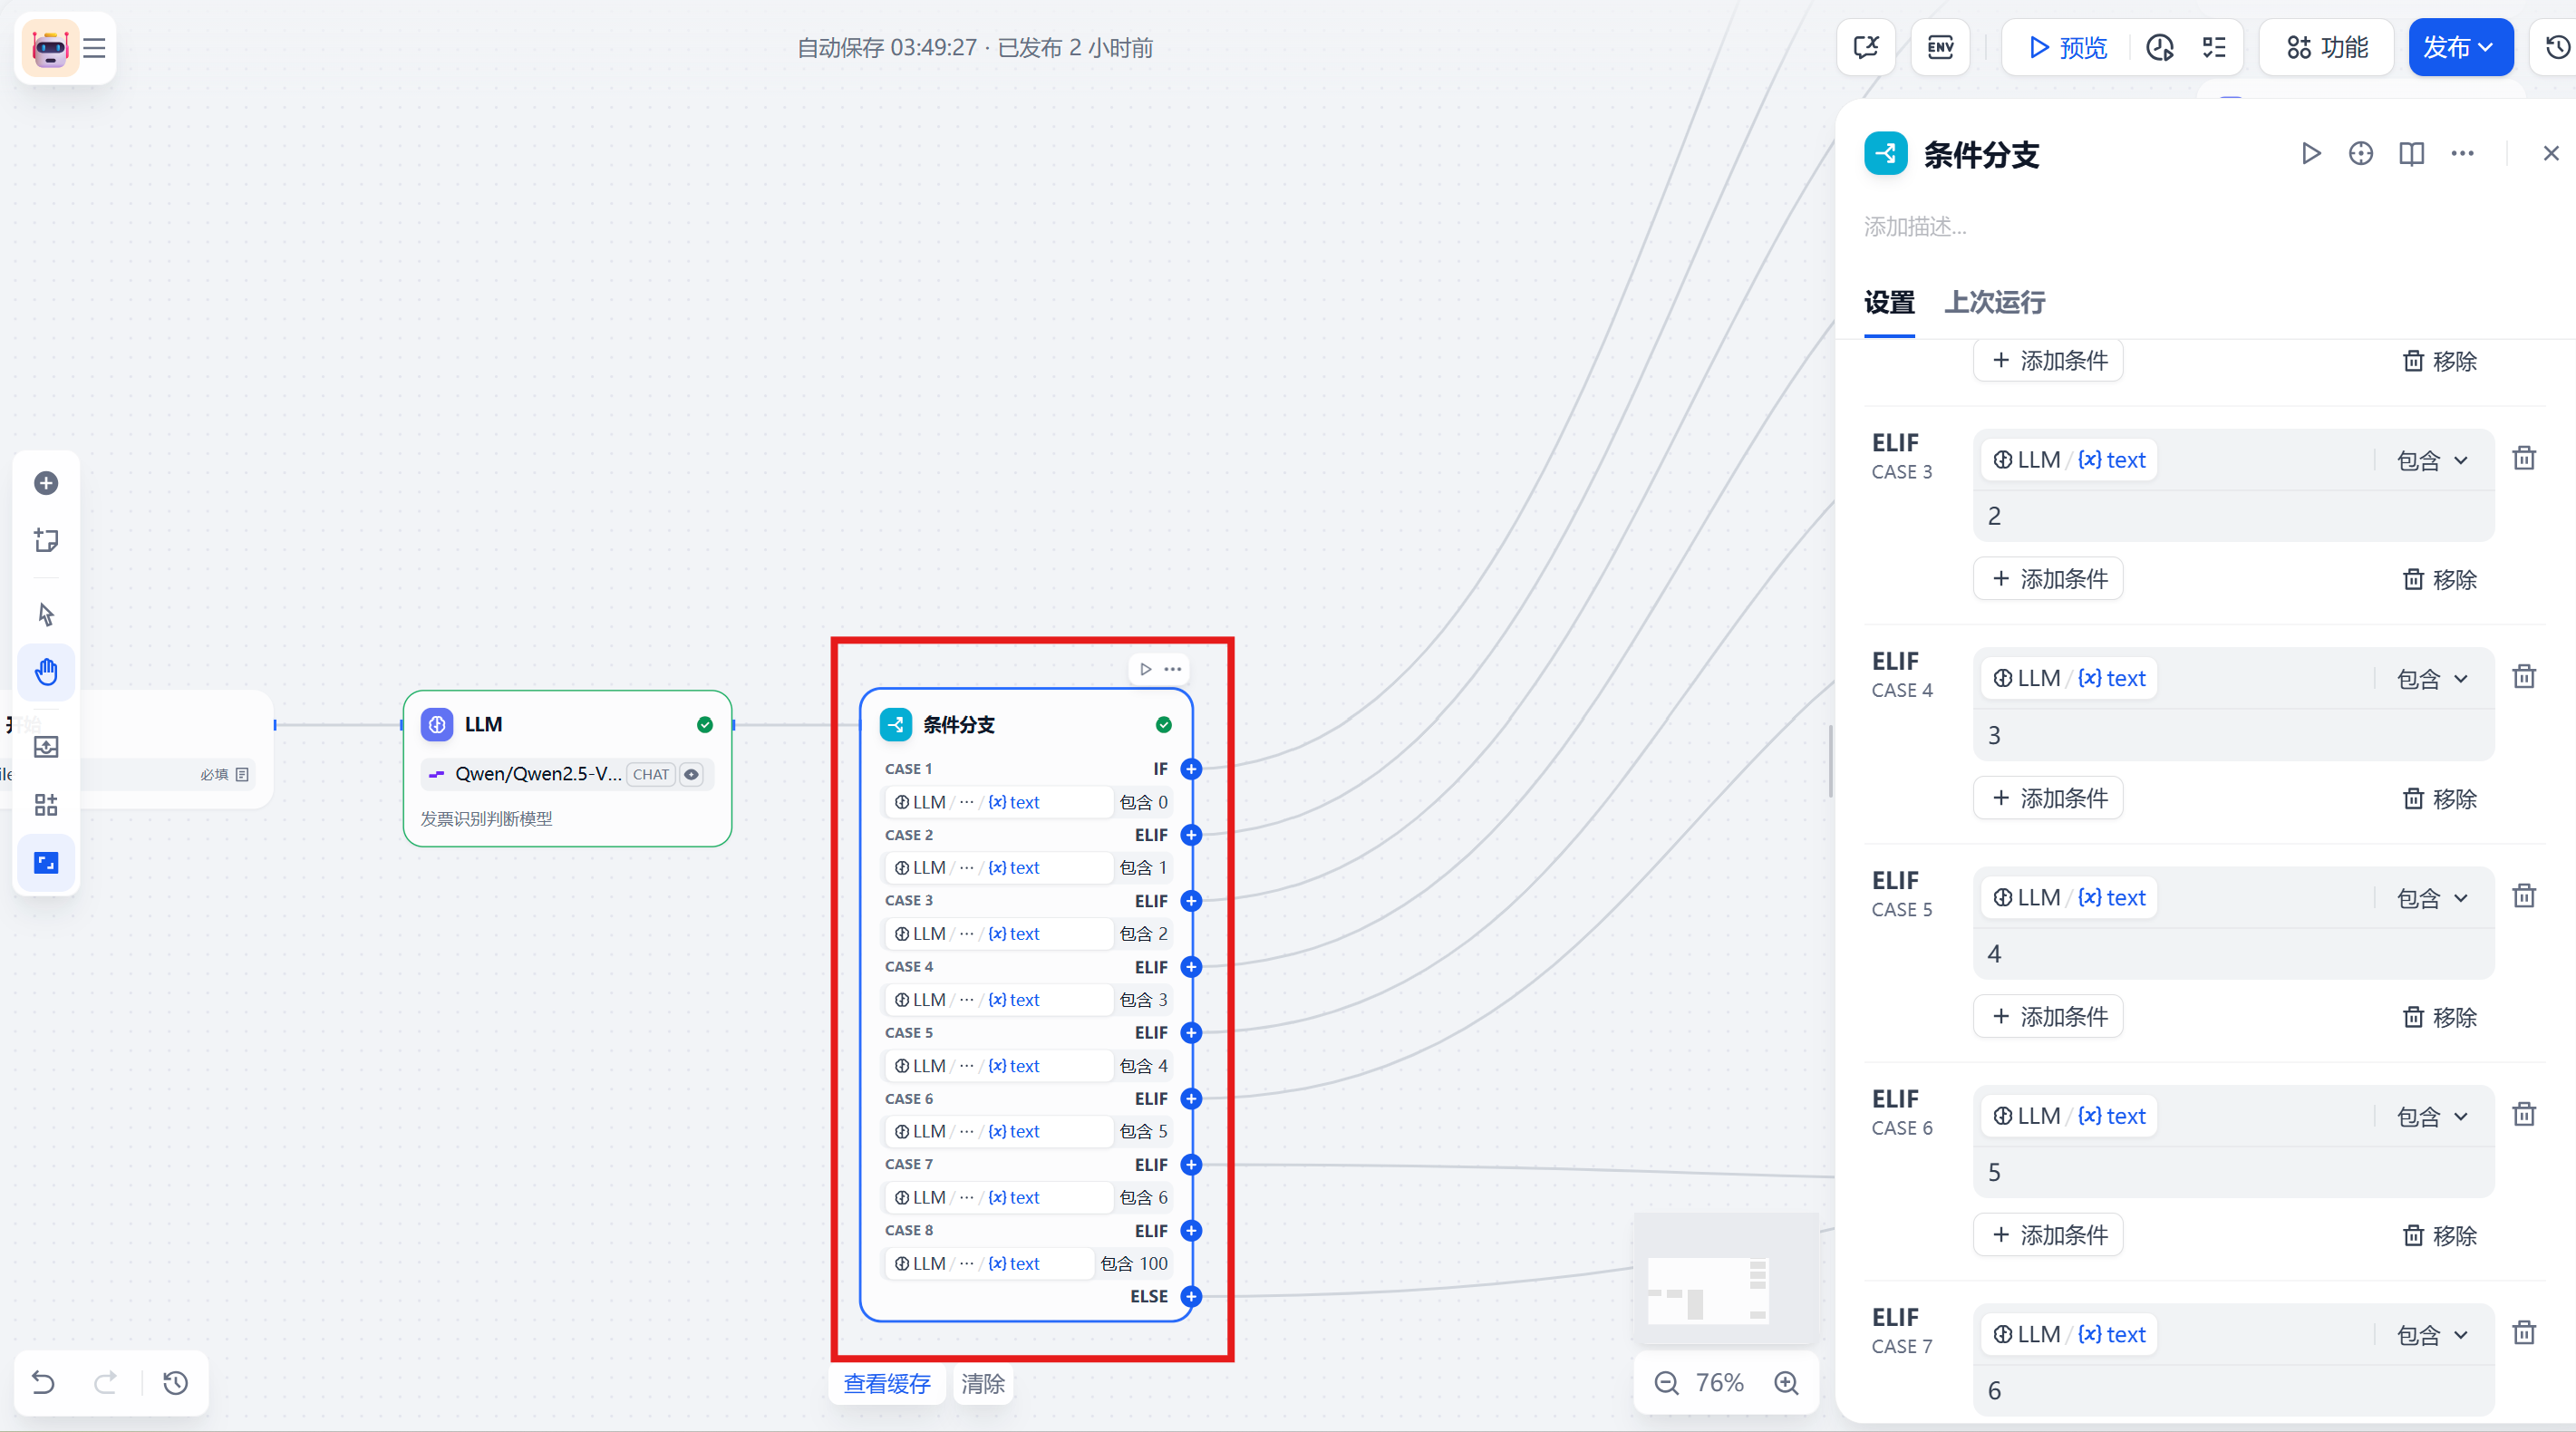 自动保存 03:49:27 · 已发布 2 小时前
ENV
预览
功能
发布
条件分支
添加描述...
设置
上次运行
添加条件
移除
ELIF
CASE 3
LLM / {x} text
包含
2
添加条件
移除
ELIF
CASE 4
LLM / {x} text
包含
3
添加条件
移除
ELIF
CASE 5
LLM / {x} text
包含
4
添加条件
移除
ELIF
CASE 6
LLM / {x} text
包含
5
添加条件
移除
ELIF
CASE 7
LLM / {x} text
包含
6
开始
必填
LLM
Qwen/Qwen2.5-V... CHAT
发票识别判断模型
条件分支
CASE 1 IF
LLM / ··· / {x} text 包含 0
CASE 2 ELIF
LLM / ··· / {x} text 包含 1
CASE 3 ELIF
LLM / ··· / {x} text 包含 2
CASE 4 ELIF
LLM / ··· / {x} text 包含 3
CASE 5 ELIF
LLM / ··· / {x} text 包含 4
CASE 6 ELIF
LLM / ··· / {x} text 包含 5
CASE 7 ELIF
LLM / ··· / {x} text 包含 6
CASE 8 ELIF
LLM / ··· / {x} text 包含 100
ELSE
查看缓存
清除
76%